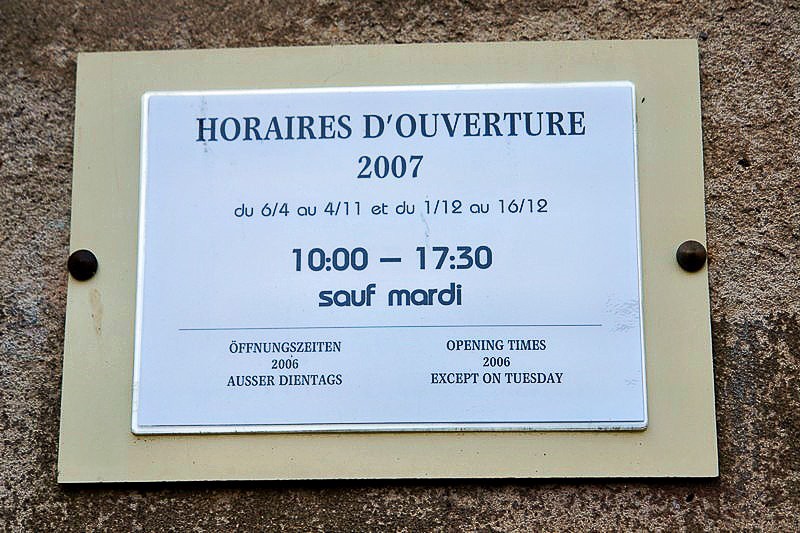 HORAIRES D'OUVERTURE
2007
du 6/4 au 4/11 et du 1/12 au 16/12
10:00 – 17:30
sauf mardi
ÖFFNUNGSZEITEN
2006
AUSSER DIENTAGS
OPENING TIMES
2006
EXCEPT ON TUESDAY